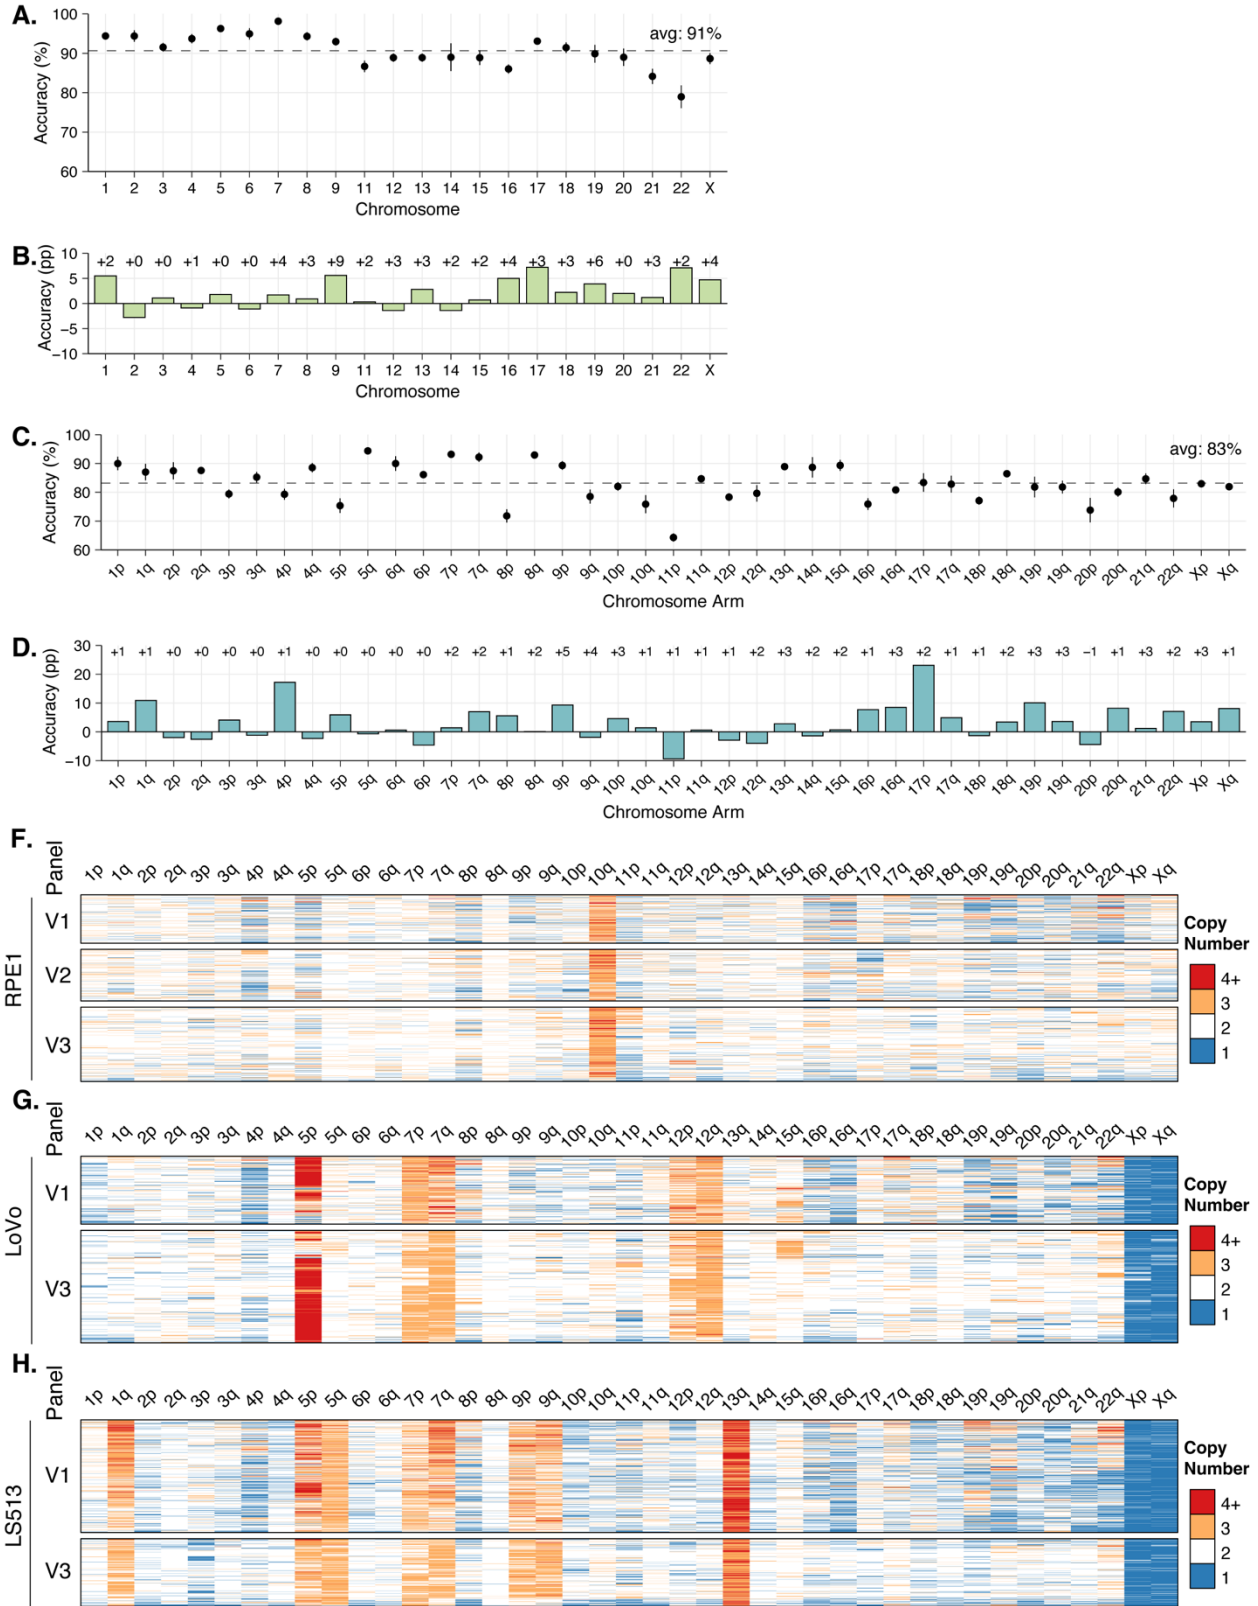 A.
100
90
80
70
60
Accuracy (%)
avg: 91%
1 2 3 4 5 6 7 8 9 11 12 13 14 15 16 17 18 19 20 21 22 X
Chromosome
B.
10
5
0
−5
−10
Accuracy (pp)
+2 +0 +0 +1 +0 +0 +4 +3 +9 +2 +3 +3 +2 +2 +4 +3 +3 +6 +0 +3 +2 +4
1 2 3 4 5 6 7 8 9 11 12 13 14 15 16 17 18 19 20 21 22 X
Chromosome
C.
100
90
80
70
60
Accuracy (%)
avg: 83%
1p 1q 2p 2q 3p 3q 4p 4q 5p 5q 6q 6p 7p 7q 8p 8q 9p 9q 10p 10q 11p 11q 12p 12q 13q 14q 15q 16p 16q 17p 17q 18p 18q 19p 19q 20p 20q 21q 22q Xp Xq
Chromosome Arm
D.
30
20
10
0
−10
Accuracy (pp)
+1 +1 +0 +0 +0 +0 +1 +0 +0 +0 +0 +0 +2 +2 +1 +2 +5 +4 +3 +1 +1 +1 +1 +2 +3 +2 +2 +1 +3 +2 +1 +1 +2 +3 +3 −1 +1 +3 +2 +3 +1
1p 1q 2p 2q 3p 3q 4p 4q 5p 5q 6q 6p 7p 7q 8p 8q 9p 9q 10p 10q 11p 11q 12p 12q 13q 14q 15q 16p 16q 17p 17q 18p 18q 19p 19q 20p 20q 21q 22q Xp Xq
Chromosome Arm
F.
Panel
1p 1q 2p 2q 3p 3q 4p 4q 5p 5q 6p 6q 7p 7q 8p 8q 9p 9q 10p 10q 11p 11q 12p 12q 13q 14q 15q 16p 16q 17p 17q 18p 18q 19p 19q 20p 20q 21q 22q Xp Xq
RPE1
V1
V2
V3
Copy
Number
4+
3
2
1
G.
Panel
1p 1q 2p 2q 3p 3q 4p 4q 5p 5q 6p 6q 7p 7q 8p 8q 9p 9q 10p 10q 11p 11q 12p 12q 13q 14q 15q 16p 16q 17p 17q 18p 18q 19p 19q 20p 20q 21q 22q Xp Xq
LoVo
V1
V3
Copy
Number
4+
3
2
1
H.
Panel
1p 1q 2p 2q 3p 3q 4p 4q 5p 5q 6p 6q 7p 7q 8p 8q 9p 9q 10p 10q 11p 11q 12p 12q 13q 14q 15q 16p 16q 17p 17q 18p 18q 19p 19q 20p 20q 21q 22q Xp Xq
LS513
V1
V3
Copy
Number
4+
3
2
1